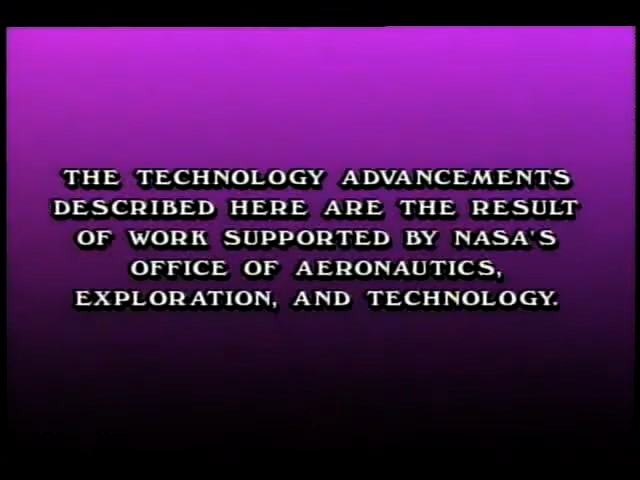 THE TECHNOLOGY ADVANCEMENTS
DESCRIBED HERE ARE THE RESULT
OF WORK SUPPORTED BY NASA'S
OFFICE OF AERONAUTICS,
EXPLORATION, AND TECHNOLOGY.